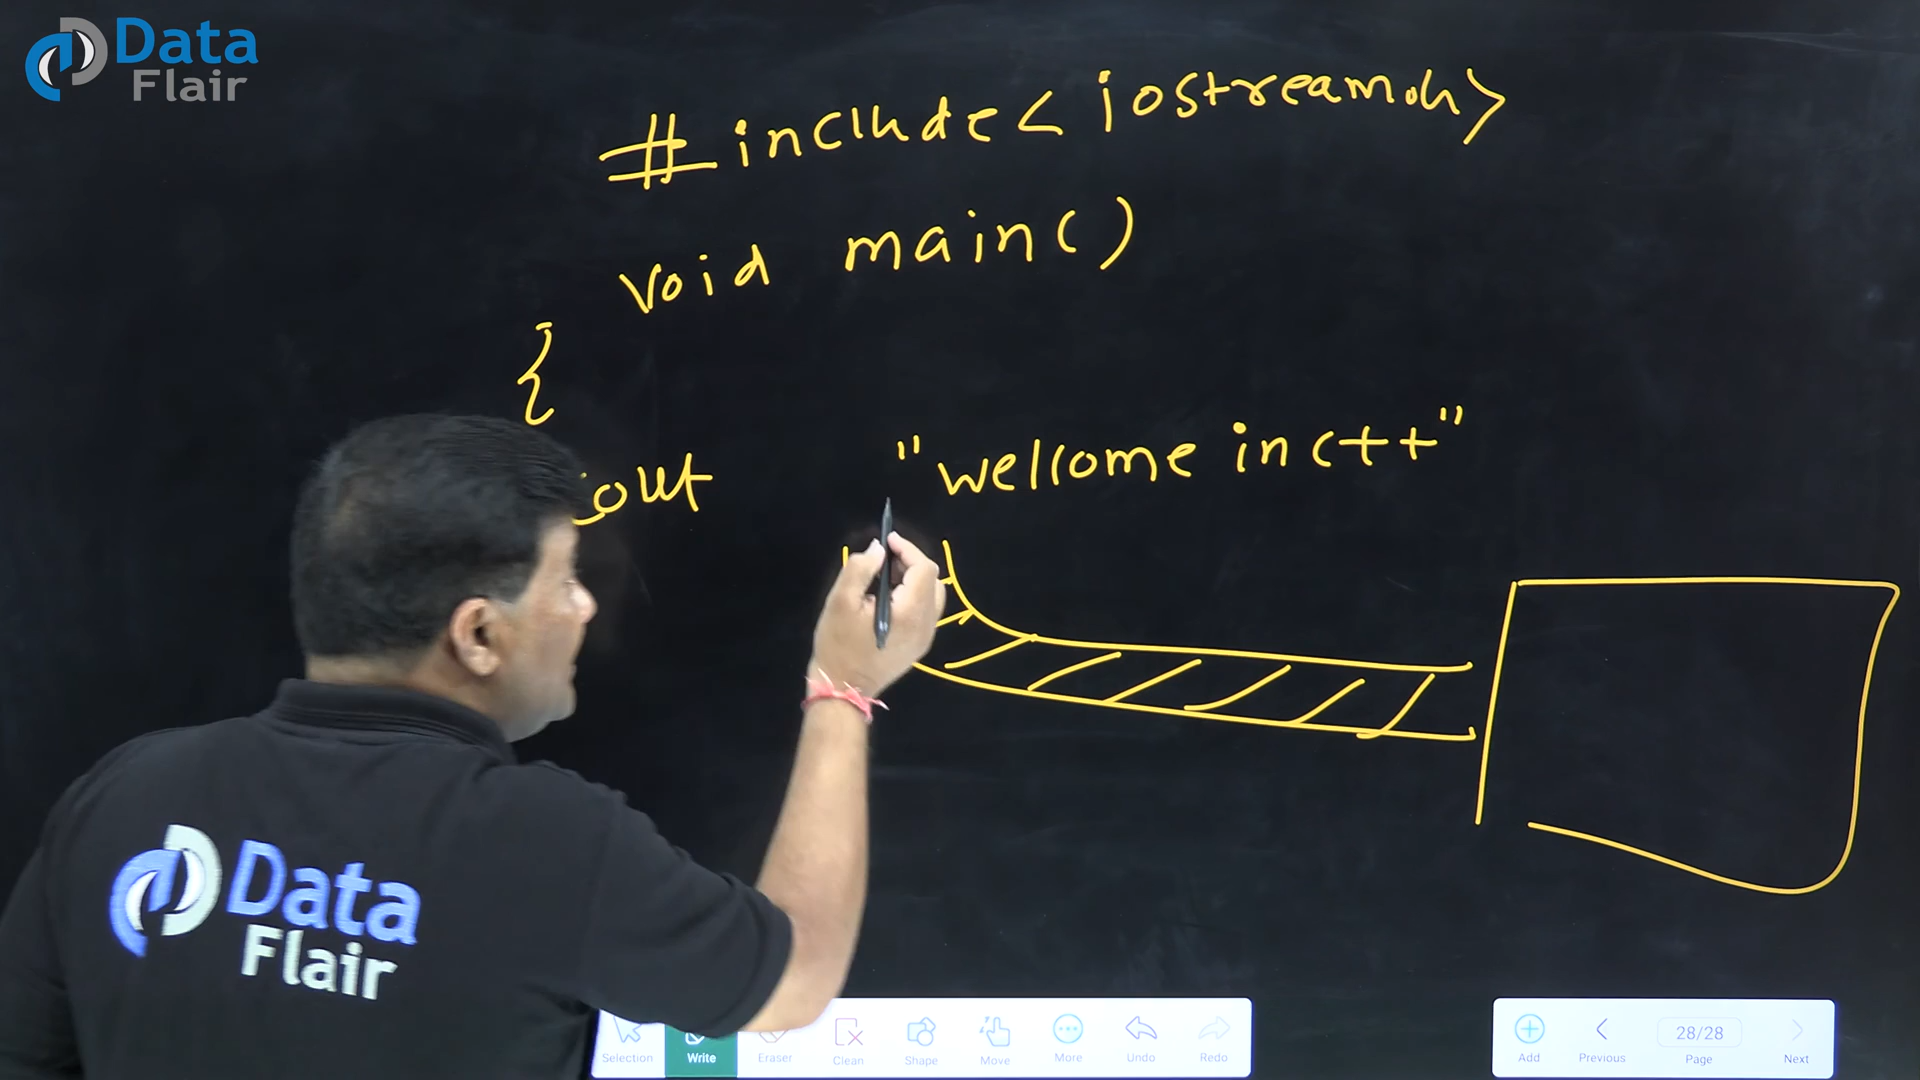 Data
Flair
#include<iostream.h>
void main()
{
cout "wellome in c++"
Data
Flair
Selection Write Eraser Clean Shape Move More Undo Redo
Add Previous 28/28 Page Next